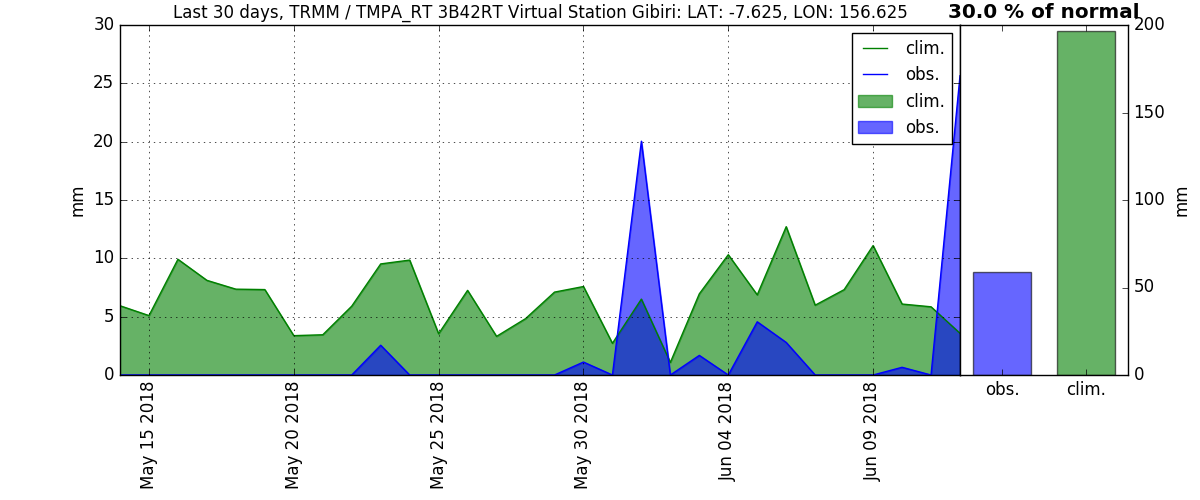 Last 30 days, TRMM / TMPA_RT 3B42RT Virtual Station Gibiri: LAT: -7.625, LON: 156.625
30.0 % of normal
30
25
20
15
10
5
0
mm
clim.
obs.
clim.
obs.
200
150
100
50
0
mm
obs.
clim.
May 15 2018
May 20 2018
May 25 2018
May 30 2018
Jun 04 2018
Jun 09 2018